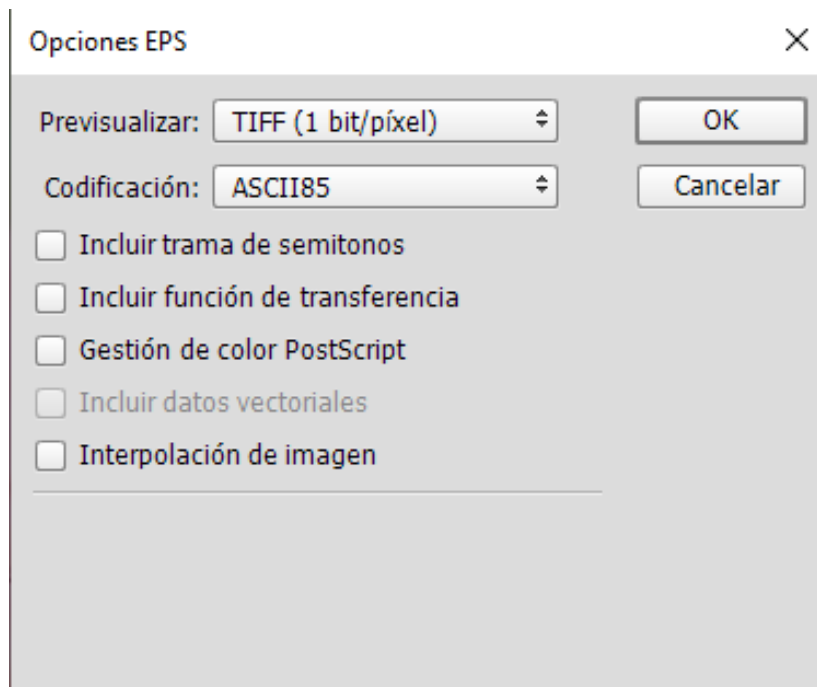 Opciones EPS
Previsualizar: TIFF (1 bit/píxel) OK
Codificación: ASCII85 Cancelar
Incluir trama de semitonos
Incluir función de transferencia
Gestión de color PostScript
Incluir datos vectoriales
Interpolación de imagen